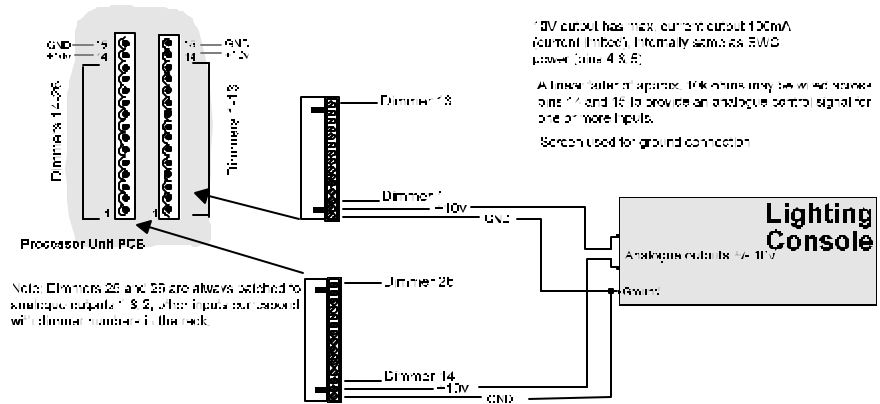 GND 15
+10v 14
15 GND
14 +10v
Dimmers 14-26
Dimmers 1-13
1
1
Processor Unit PCB
Note: Dimmers 25 and 26 are always patched to
analogue outputs 1 & 2, other inputs correspond
with dimmer numbers in the rack.
Dimmer 13
Dimmer 1
+10v
GND
Dimmer 26
Dimmer 14
+10v
GND
10V output has max. current output 100mA
(current limited). Internally same as
power (pins 4 & 5)
A linear fader of approx. 10k ohms may be wired across
pins 14 and 15 to provide an analogue control signal for
one or more inputs.
Screen used for ground connection
Lighting
Console
Analogue outputs +/- 10v
Ground